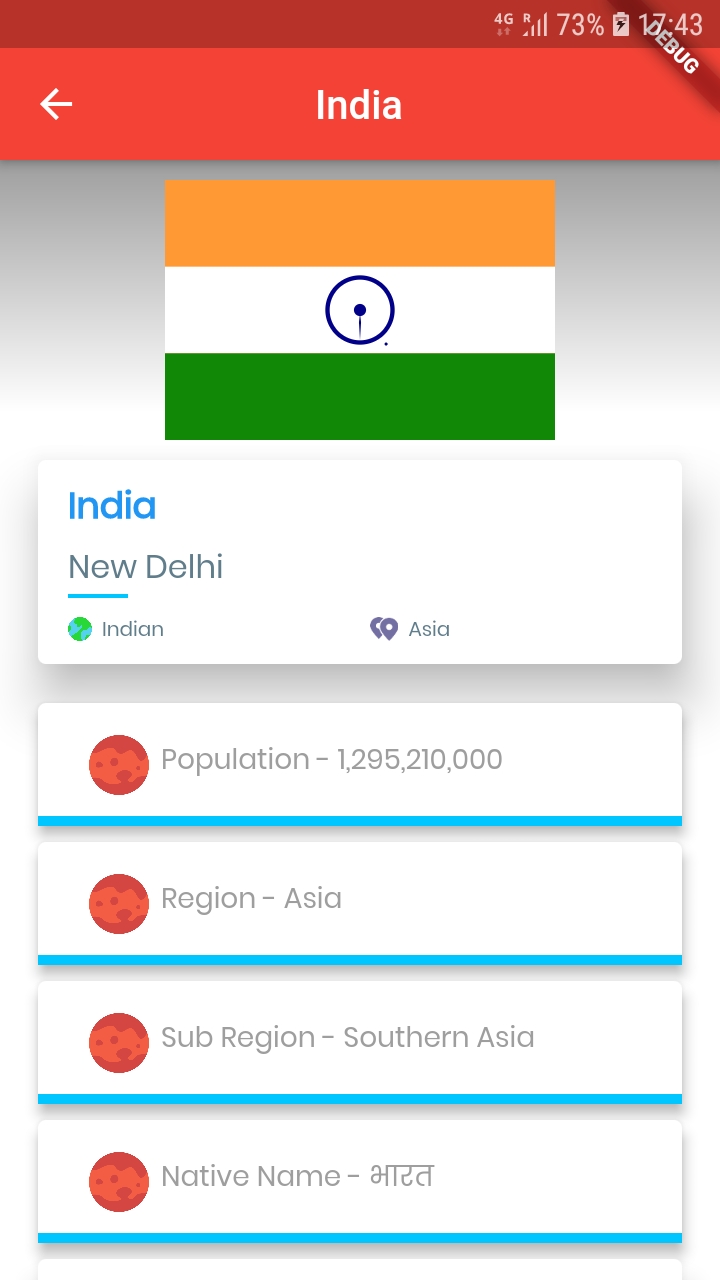 4G R 73% 17:43
DEBUG
India
India
New Delhi
Indian
Asia
Population - 1,295,210,000
Region - Asia
Sub Region - Southern Asia
Native Name - भारत